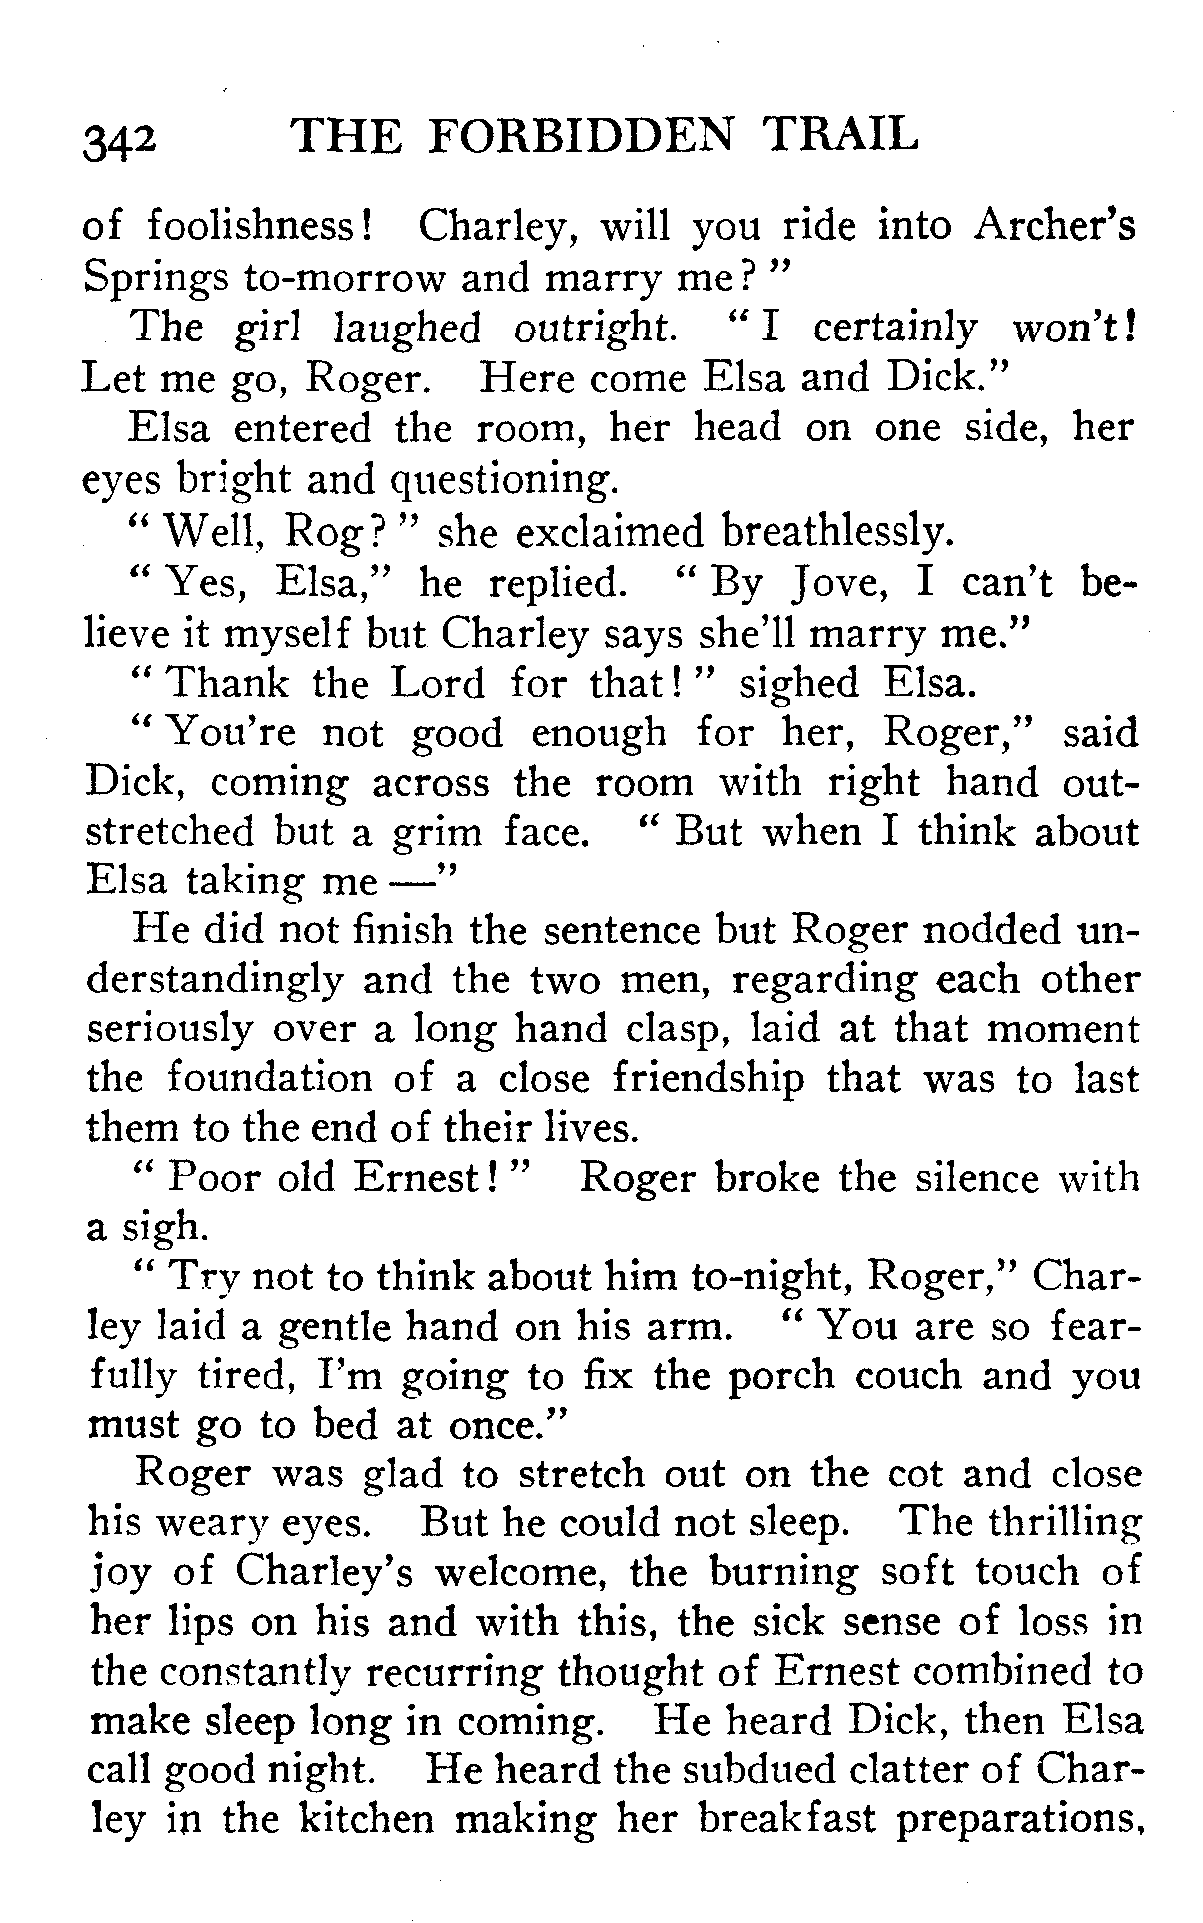 342 THE FORBIDDEN TRAIL
of foolishness! Charley, will you ride into Archer's
Springs to-morrow and marry me?"
The girl laughed outright. "I certainly won't!
Let me go, Roger. Here come Elsa and Dick."
Elsa entered the room, her head on one side, her
eyes bright and questioning.
"Well, Rog?" she exclaimed breathlessly.
"Yes, Elsa," he replied. "By Jove, I can't be-
lieve it myself but Charley says she'll marry me."
"Thank the Lord for that!" sighed Elsa.
"You're not good enough for her, Roger," said
Dick, coming across the room with right hand out-
stretched but a grim face. "But when I think about
Elsa taking me —"
He did not finish the sentence but Roger nodded un-
derstandingly and the two men, regarding each other
seriously over a long hand clasp, laid at that moment
the foundation of a close friendship that was to last
them to the end of their lives.
"Poor old Ernest!" Roger broke the silence with
a sigh.
"Try not to think about him to-night, Roger," Char-
ley laid a gentle hand on his arm. "You are so fear-
fully tired, I'm going to fix the porch couch and you
must go to bed at once."
Roger was glad to stretch out on the cot and close
his weary eyes. But he could not sleep. The thrilling
joy of Charley's welcome, the burning soft touch of
her lips on his and with this, the sick sense of loss in
the constantly recurring thought of Ernest combined to
make sleep long in coming. He heard Dick, then Elsa
call good night. He heard the subdued clatter of Char-
ley in the kitchen making her breakfast preparations,